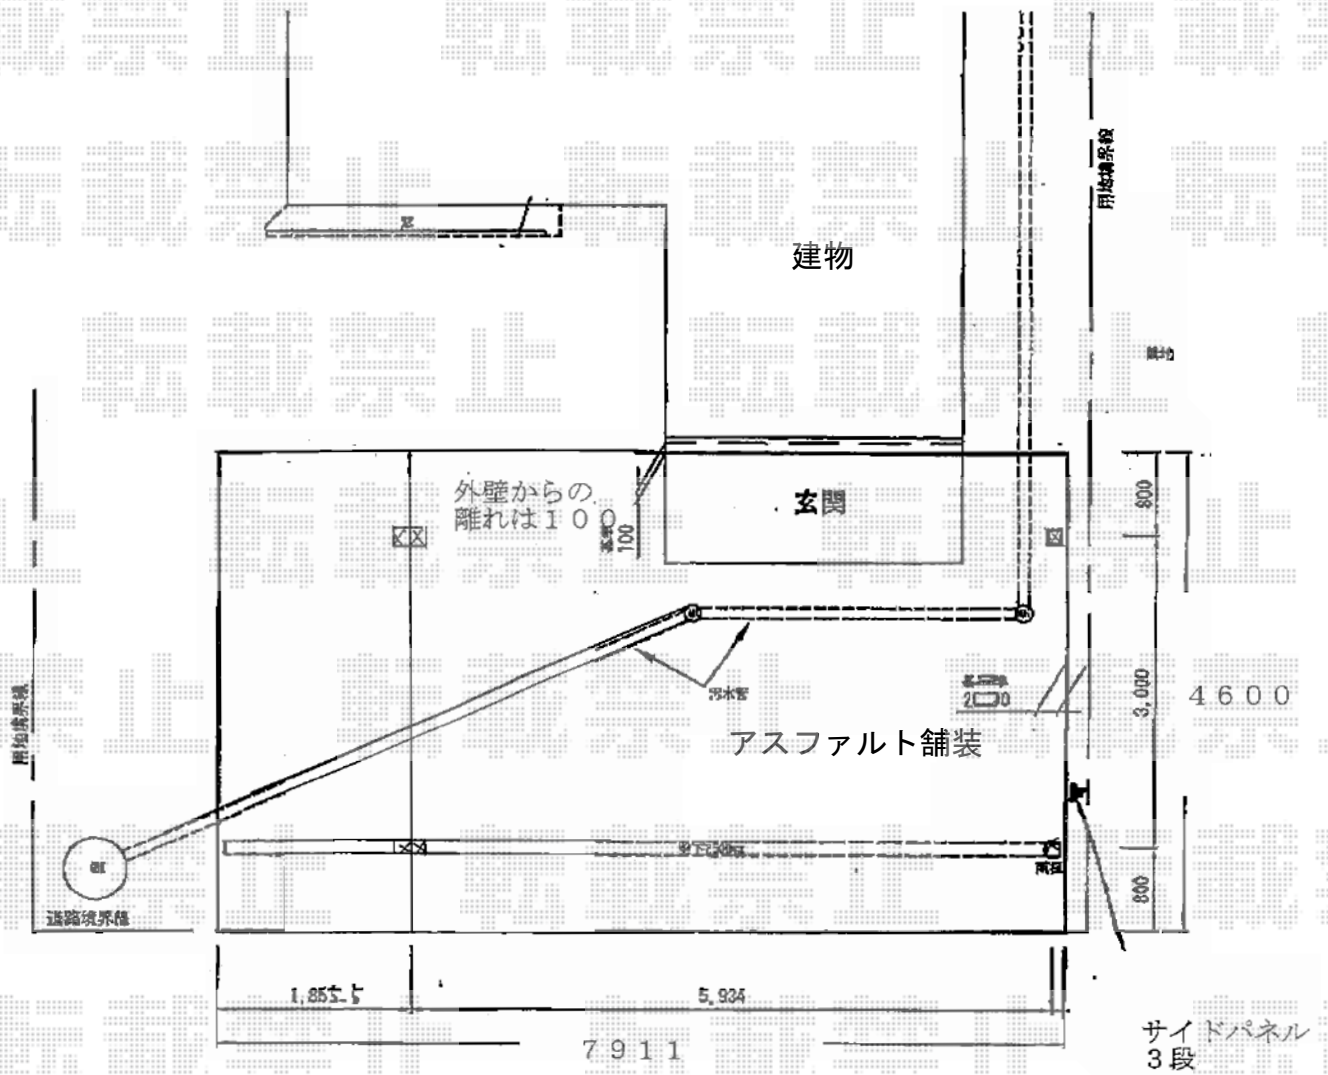 転載禁止
用地境界線
建物
外壁からの
離れは100
100
玄関
800
3,000
4600
汚水管
アスファルト舗装
用地境界線
道路境界線
800
5,934
7911
サイドパネル
3段